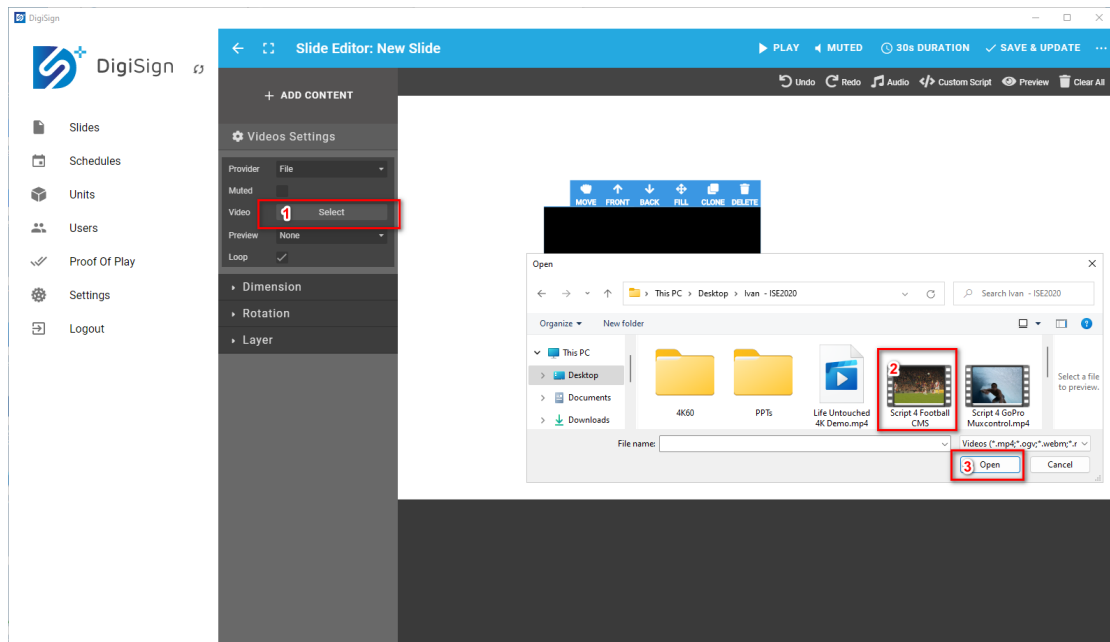 DigiSign
DigiSign
Slides
Schedules
Units
Users
Proof Of Play
Settings
Logout
Slide Editor: New Slide
PLAY MUTED 30s DURATION SAVE & UPDATE ...
+ ADD CONTENT
Undo Redo Audio </> Custom Script Preview Clear All
Videos Settings
Provider File
Muted
Video 1 Select
Preview None
Loop
Dimension
Rotation
Layer
MOVE FRONT BACK FILL CLONE DELETE
Open
This PC > Desktop > Ivan - ISE2020
Search Ivan - ISE2020
Organize New folder
This PC
Desktop
Documents
Downloads
4K60
PPTs
Life Untouched
4K Demo.mp4
2
Script 4 Football
CMS
Script 4 GoPro
Muxcontrol.mp4
Select a file
to preview.
File name:
Videos (*.mp4;*.ogv;*.webm;*.r
3 Open
Cancel